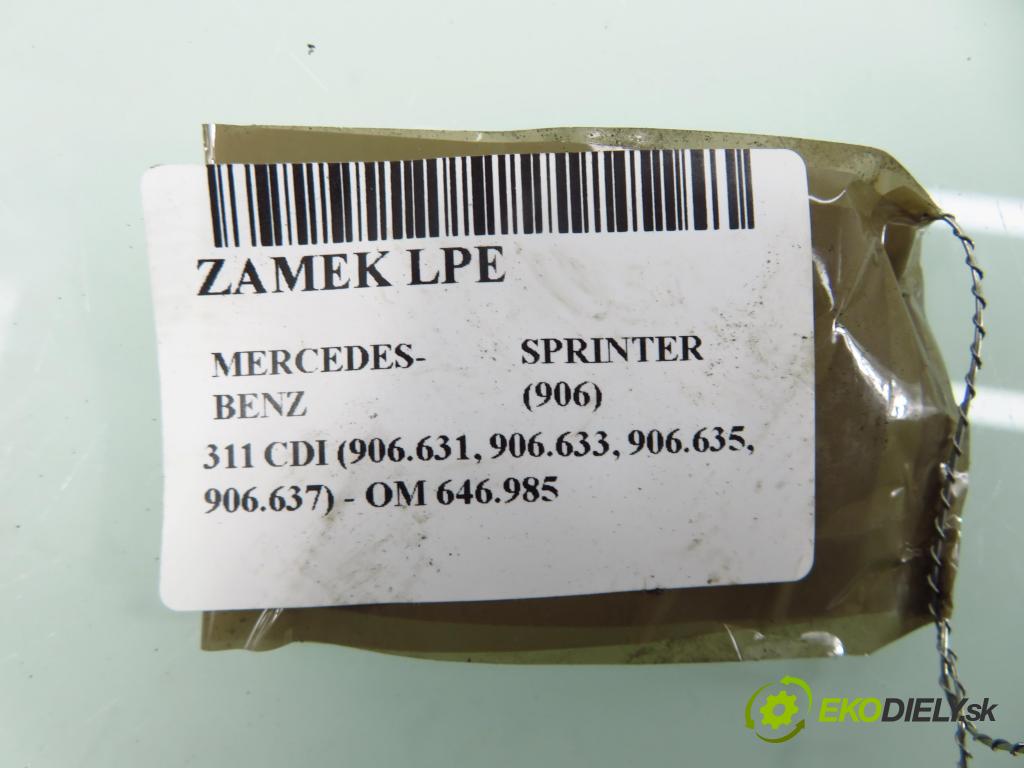 ZAMEK LPE
MERCEDES-
BENZ
SPRINTER
(906)
311 CDI (906.631, 906.633, 906.635,
906.637) - OM 646.985
EKODIELY.sk